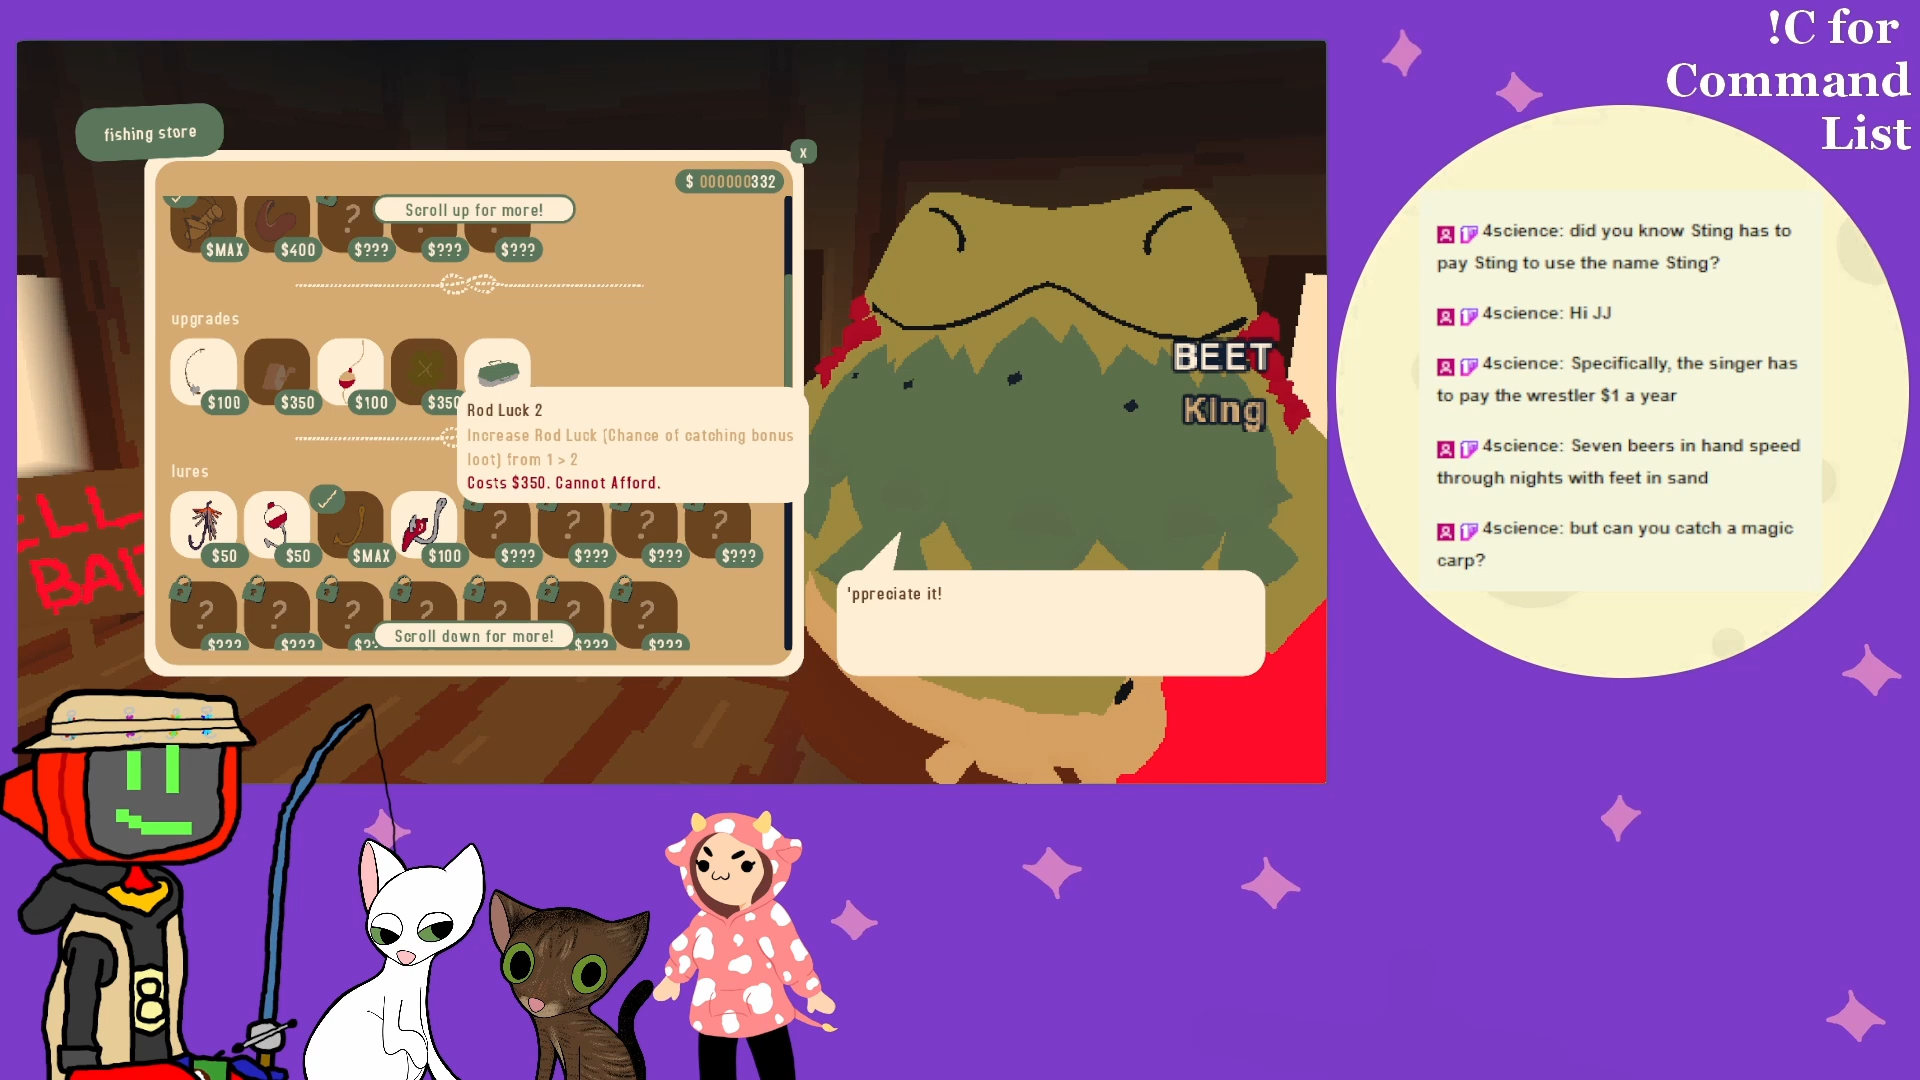 !C for
Command
List
fishing store
x
$ 000000332
Scroll up for more!
$MAX $400 $??? $??? $???
upgrades
$100 $350 $100 $350
Rod Luck 2
Increase Rod Luck (Chance of catching bonus
loot) from 1 > 2
Costs $350. Cannot Afford.
lures
? ? ? ?
$50 $50 $MAX $100 $??? $??? $??? $???
? ? ? ? ? ? ?
Scroll down for more!
$??? $??? $?? $??? $???
BEET
KIng
'ppreciate it!
ELL
BAI
8
4science: did you know Sting has to
pay Sting to use the name Sting?
4science: Hi JJ
4science: Specifically, the singer has
to pay the wrestler $1 a year
4science: Seven beers in hand speed
through nights with feet in sand
4science: but can you catch a magic
carp?